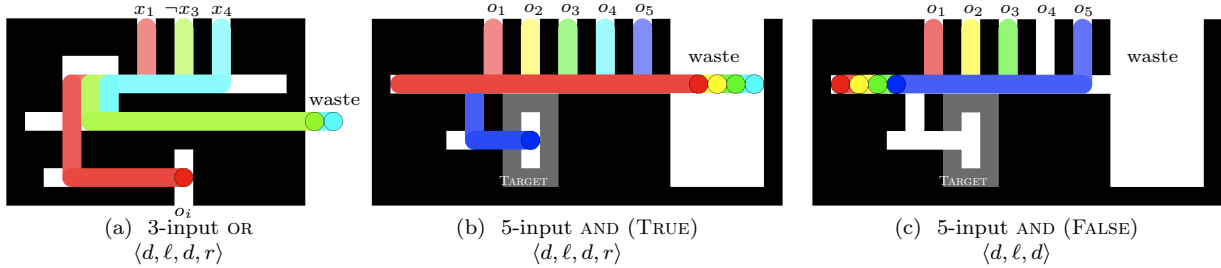 x₁ ¬x₃ x₄
waste
oᵢ
(a) 3-input OR
⟨d, ℓ, d, r⟩
o₁ o₂ o₃ o₄ o₅
waste
TARGET
(b) 5-input AND (TRUE)
⟨d, ℓ, d, r⟩
o₁ o₂ o₃ o₄ o₅
waste
TARGET
(c) 5-input AND (FALSE)
⟨d, ℓ, d⟩